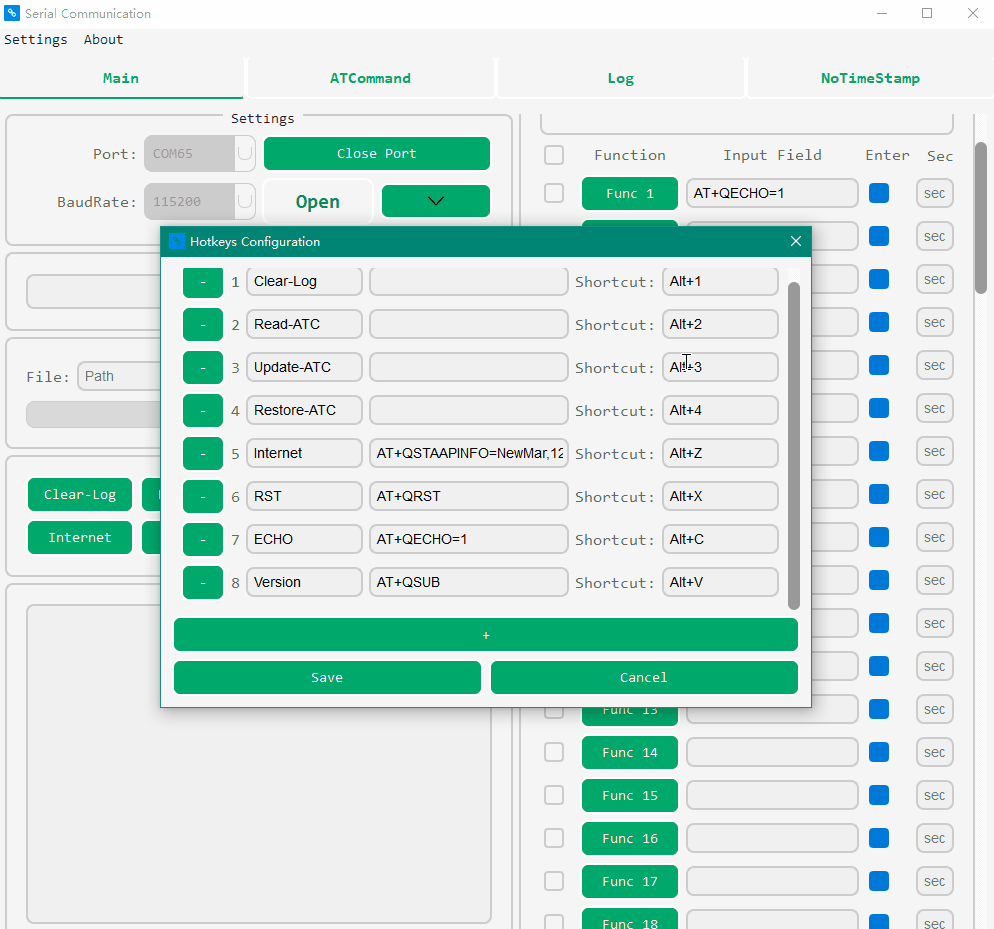 Serial Communication
Settings About
Main ATCommand Log NoTimeStamp
Settings
Port: COM65 Close Port
BaudRate: 115200 Open
Function Input Field Enter Sec
Func 1 AT+QECHO=1 sec
sec
Hotkeys Configuration
- 1 Clear-Log Shortcut: Alt+1 sec
- 2 Read-ATC Shortcut: Alt+2 sec
File: Path
- 3 Update-ATC Shortcut: Alt+3 sec
- 4 Restore-ATC Shortcut: Alt+4 sec
- 5 Internet AT+QSTAAPINFO=NewMar,12 Shortcut: Alt+Z sec
Clear-Log
- 6 RST AT+QRST Shortcut: Alt+X sec
Internet
- 7 ECHO AT+QECHO=1 Shortcut: Alt+C sec
- 8 Version AT+QSUB Shortcut: Alt+V sec
+ sec
Save Cancel sec
Func 13 sec
Func 14 sec
Func 15 sec
Func 16 sec
Func 17 sec
Func 18 sec